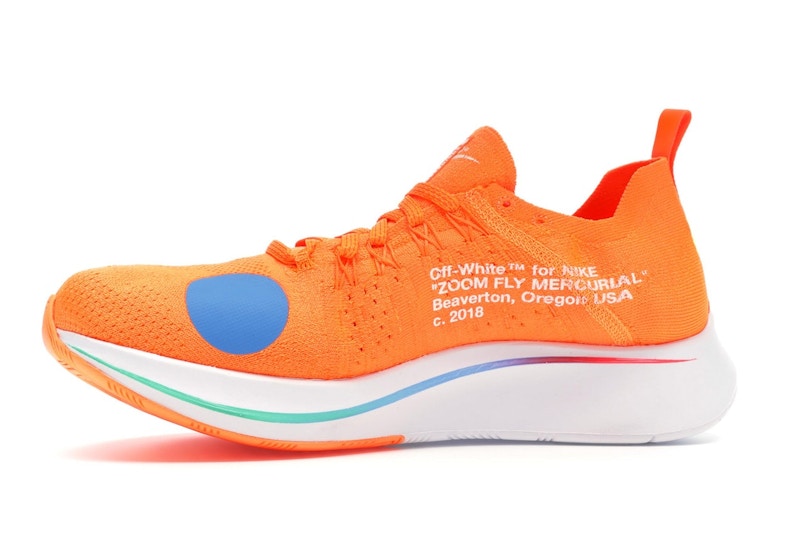 Off-White™ for NIKE
"ZOOM FLY MERCURIAL"
Beaverton, Oregon USA
c. 2018